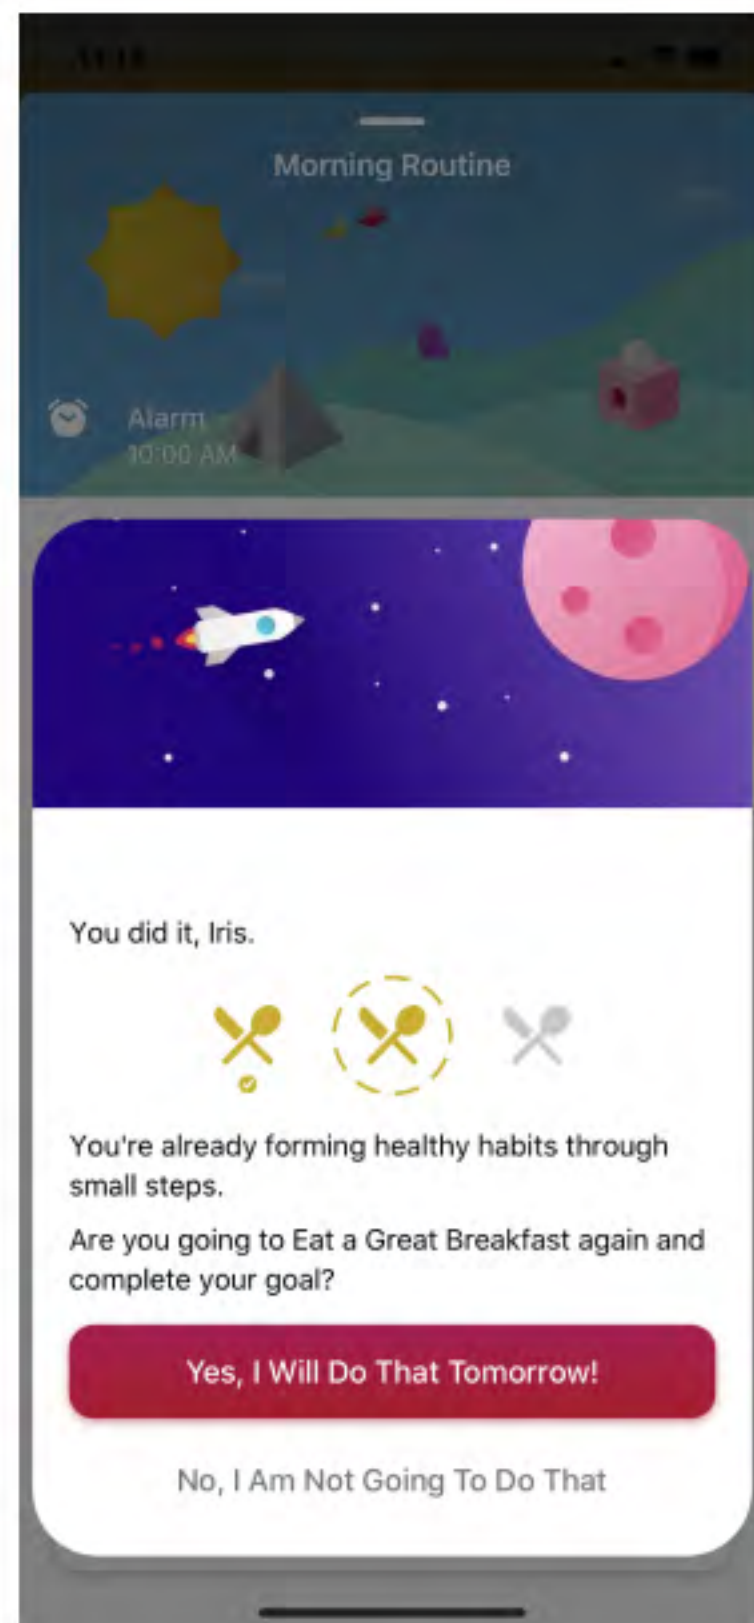 Morning Routine
Alarm
10:00 AM
You did it, Iris.
You're already forming healthy habits through
small steps.
Are you going to Eat a Great Breakfast again and
complete your goal?
Yes, I Will Do That Tomorrow!
No, I Am Not Going To Do That